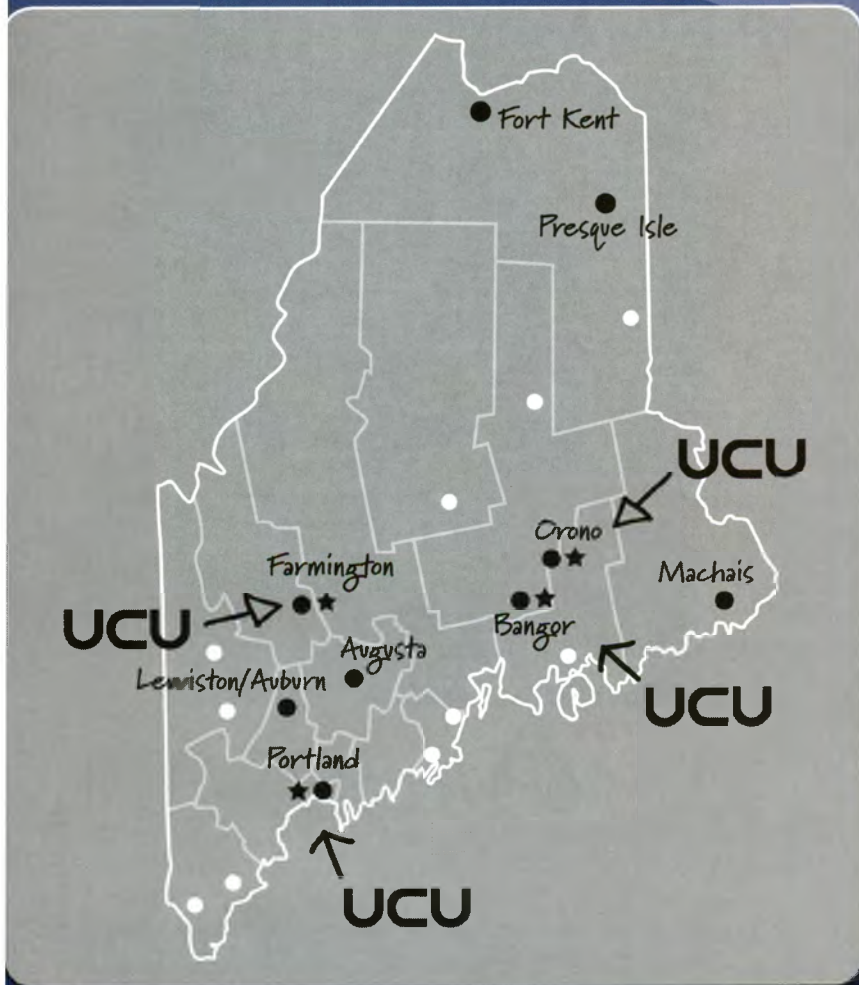 Fort Kent
Presque Isle
UCU
Orono
Farmington
Machais
UCU
Bangor
Augusta
Lewiston/Auburn
UCU
Portland
UCU